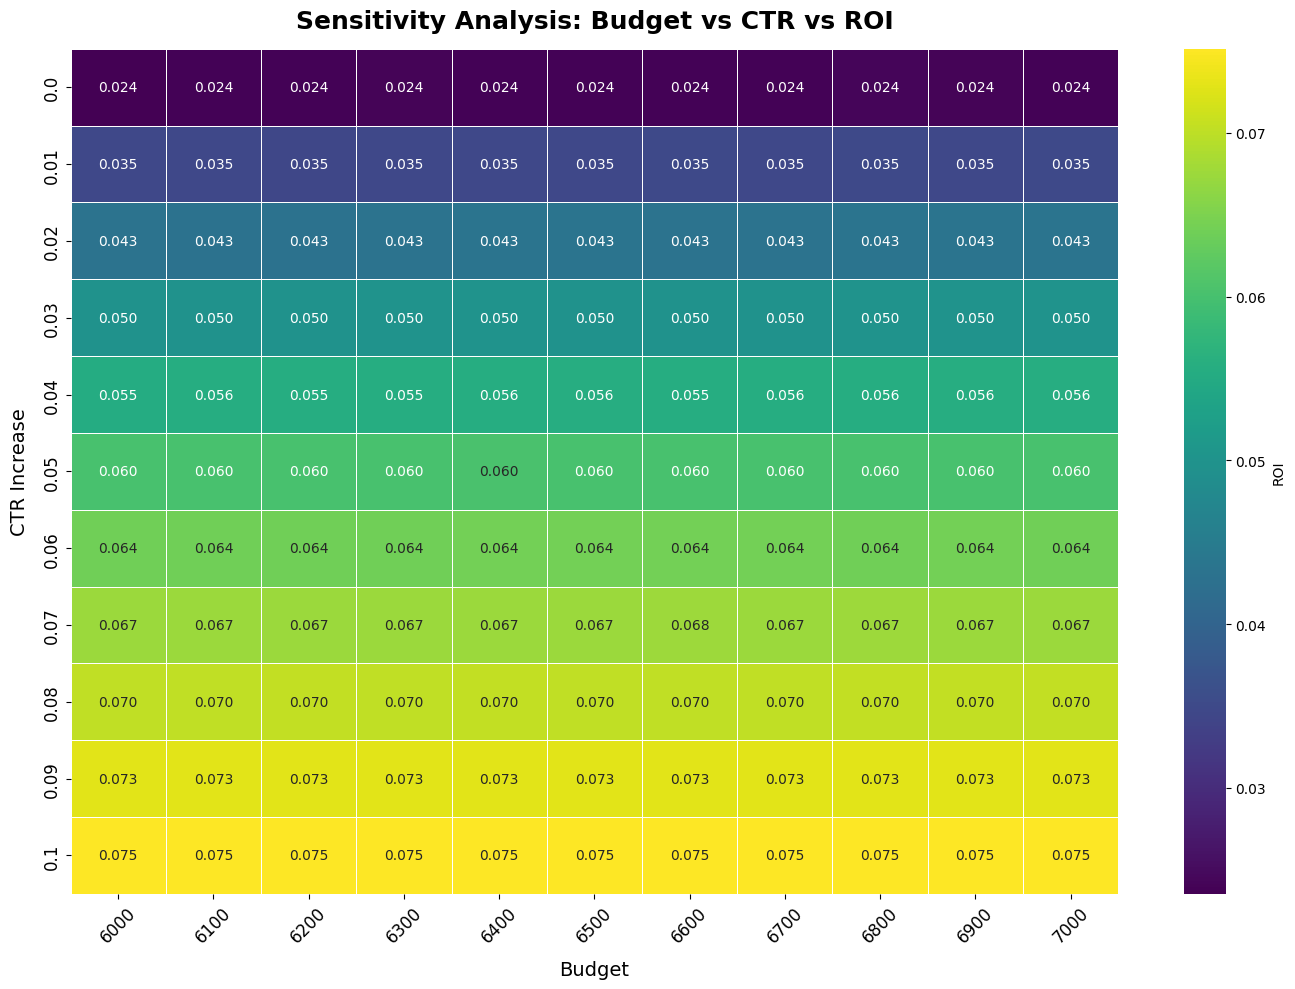 Sensitivity Analysis: Budget vs CTR vs ROI
CTR Increase
0.0 0.024 0.024 0.024 0.024 0.024 0.024 0.024 0.024 0.024 0.024 0.024
0.01 0.035 0.035 0.035 0.035 0.035 0.035 0.035 0.035 0.035 0.035 0.035
0.02 0.043 0.043 0.043 0.043 0.043 0.043 0.043 0.043 0.043 0.043 0.043
0.03 0.050 0.050 0.050 0.050 0.050 0.050 0.050 0.050 0.050 0.050 0.050
0.04 0.055 0.056 0.055 0.055 0.056 0.056 0.055 0.056 0.056 0.056 0.056
0.05 0.060 0.060 0.060 0.060 0.060 0.060 0.060 0.060 0.060 0.060 0.060
0.06 0.064 0.064 0.064 0.064 0.064 0.064 0.064 0.064 0.064 0.064 0.064
0.07 0.067 0.067 0.067 0.067 0.067 0.067 0.068 0.067 0.067 0.067 0.067
0.08 0.070 0.070 0.070 0.070 0.070 0.070 0.070 0.070 0.070 0.070 0.070
0.09 0.073 0.073 0.073 0.073 0.073 0.073 0.073 0.073 0.073 0.073 0.073
0.1 0.075 0.075 0.075 0.075 0.075 0.075 0.075 0.075 0.075 0.075 0.075
6000 6100 6200 6300 6400 6500 6600 6700 6800 6900 7000
Budget
0.07
0.06
0.05
0.04
0.03
ROI